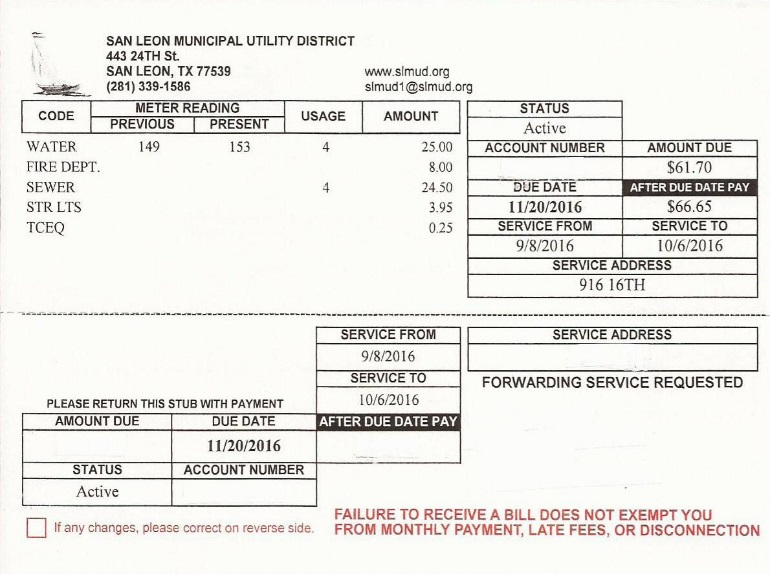 SAN LEON MUNICIPAL UTILITY DISTRICT
443 24TH St.
SAN LEON, TX 77539 www.slmud.org
(281) 339-1586 slmud1@slmud.org
CODE METER READING USAGE AMOUNT
PREVIOUS PRESENT
WATER 149 153 4 25.00
FIRE DEPT. 8.00
SEWER 4 24.50
STR LTS 3.95
TCEQ 0.25
STATUS
Active
ACCOUNT NUMBER AMOUNT DUE
$61.70
DUE DATE AFTER DUE DATE PAY
11/20/2016 $66.65
SERVICE FROM SERVICE TO
9/8/2016 10/6/2016
SERVICE ADDRESS
916 16TH
SERVICE FROM
9/8/2016
SERVICE TO
10/6/2016
SERVICE ADDRESS
FORWARDING SERVICE REQUESTED
PLEASE RETURN THIS STUB WITH PAYMENT
AMOUNT DUE DUE DATE AFTER DUE DATE PAY
11/20/2016
STATUS ACCOUNT NUMBER
Active
If any changes, please correct on reverse side.
FAILURE TO RECEIVE A BILL DOES NOT EXEMPT YOU
FROM MONTHLY PAYMENT, LATE FEES, OR DISCONNECTION